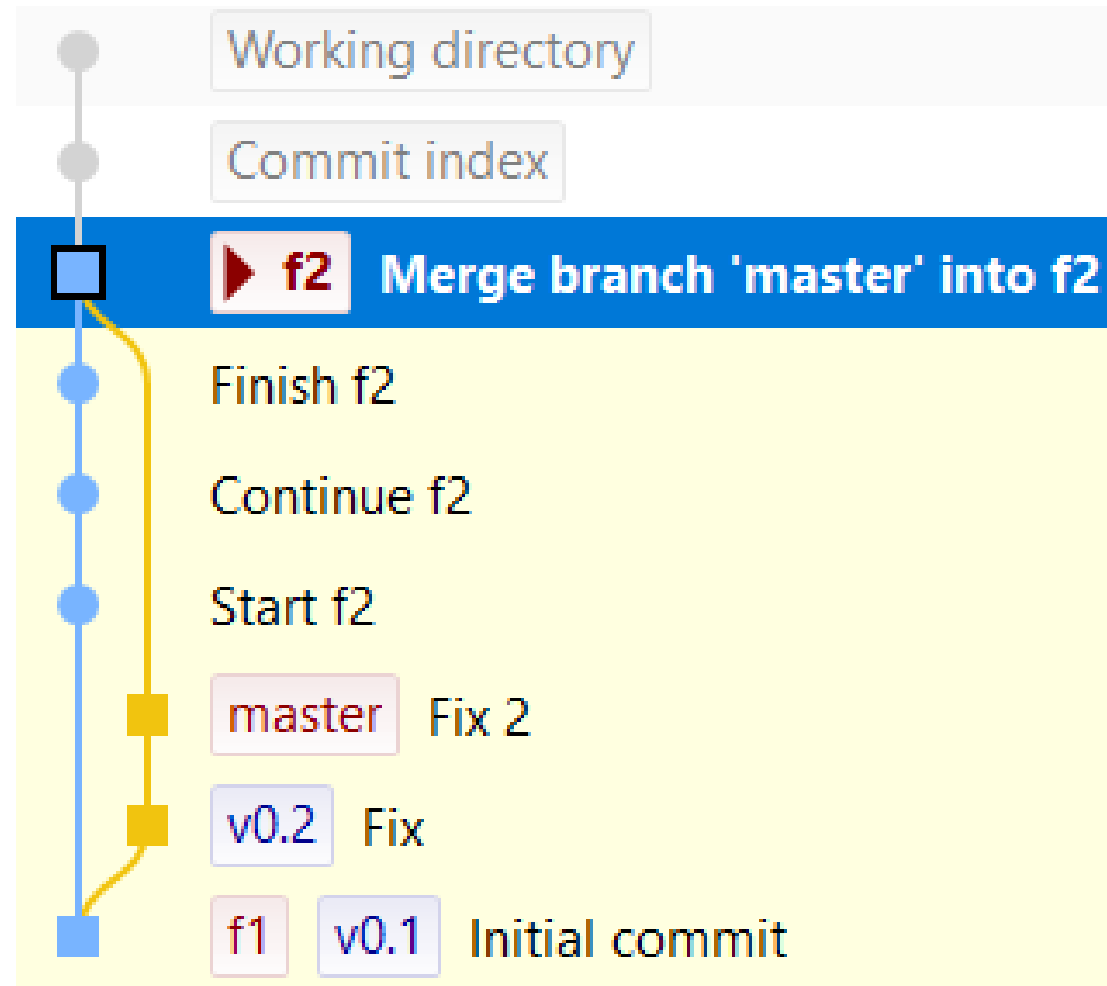 Working directory
Commit index
f2 Merge branch 'master' into f2
Finish f2
Continue f2
Start f2
master Fix 2
v0.2 Fix
f1 v0.1 Initial commit